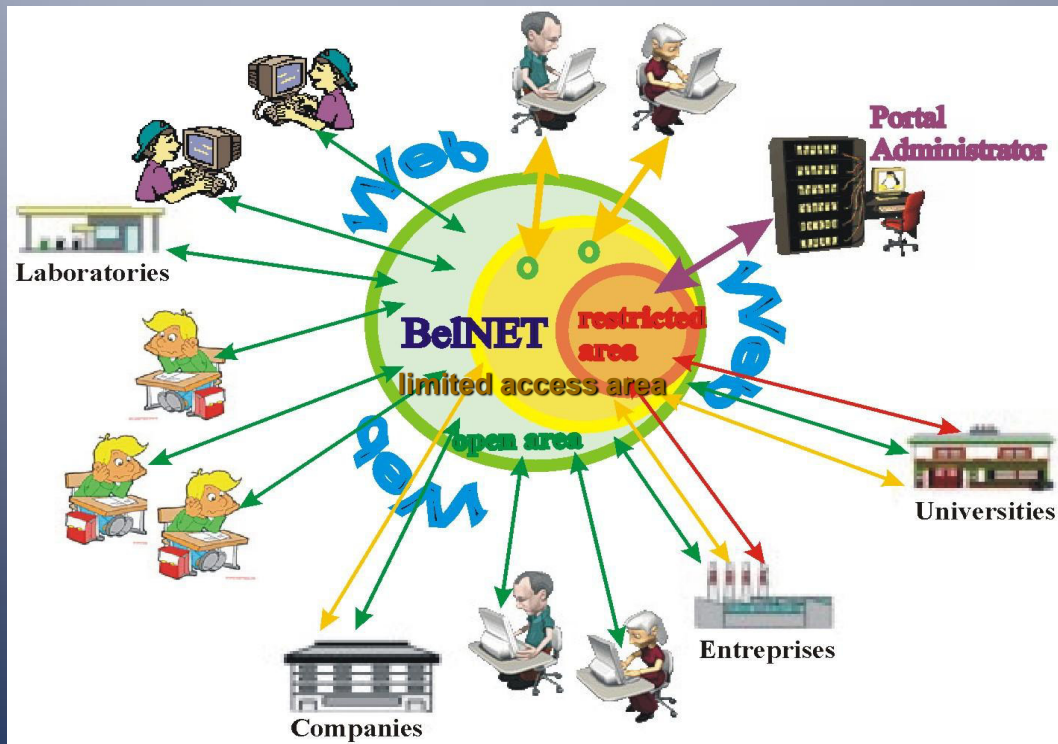 Web
Portal
Administrator
Laboratories
Web
BelNET
restricted
area
limited access area
open area
Web
Universities
Entreprises
Companies